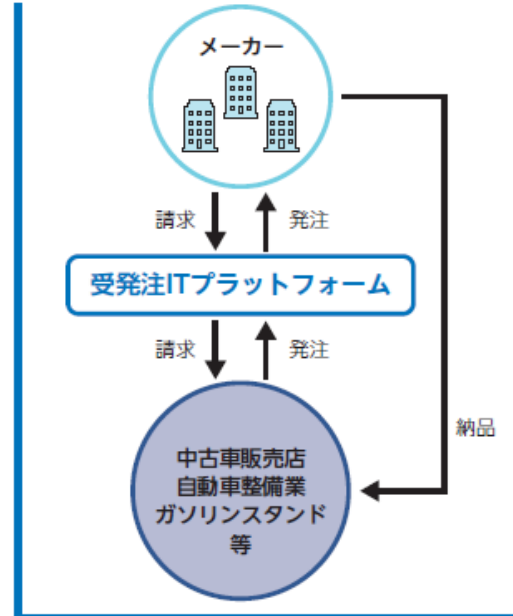 メーカー
請求
発注
受発注ITプラットフォーム
請求
発注
納品
中古車販売店
自動車整備業
ガソリンスタンド
等